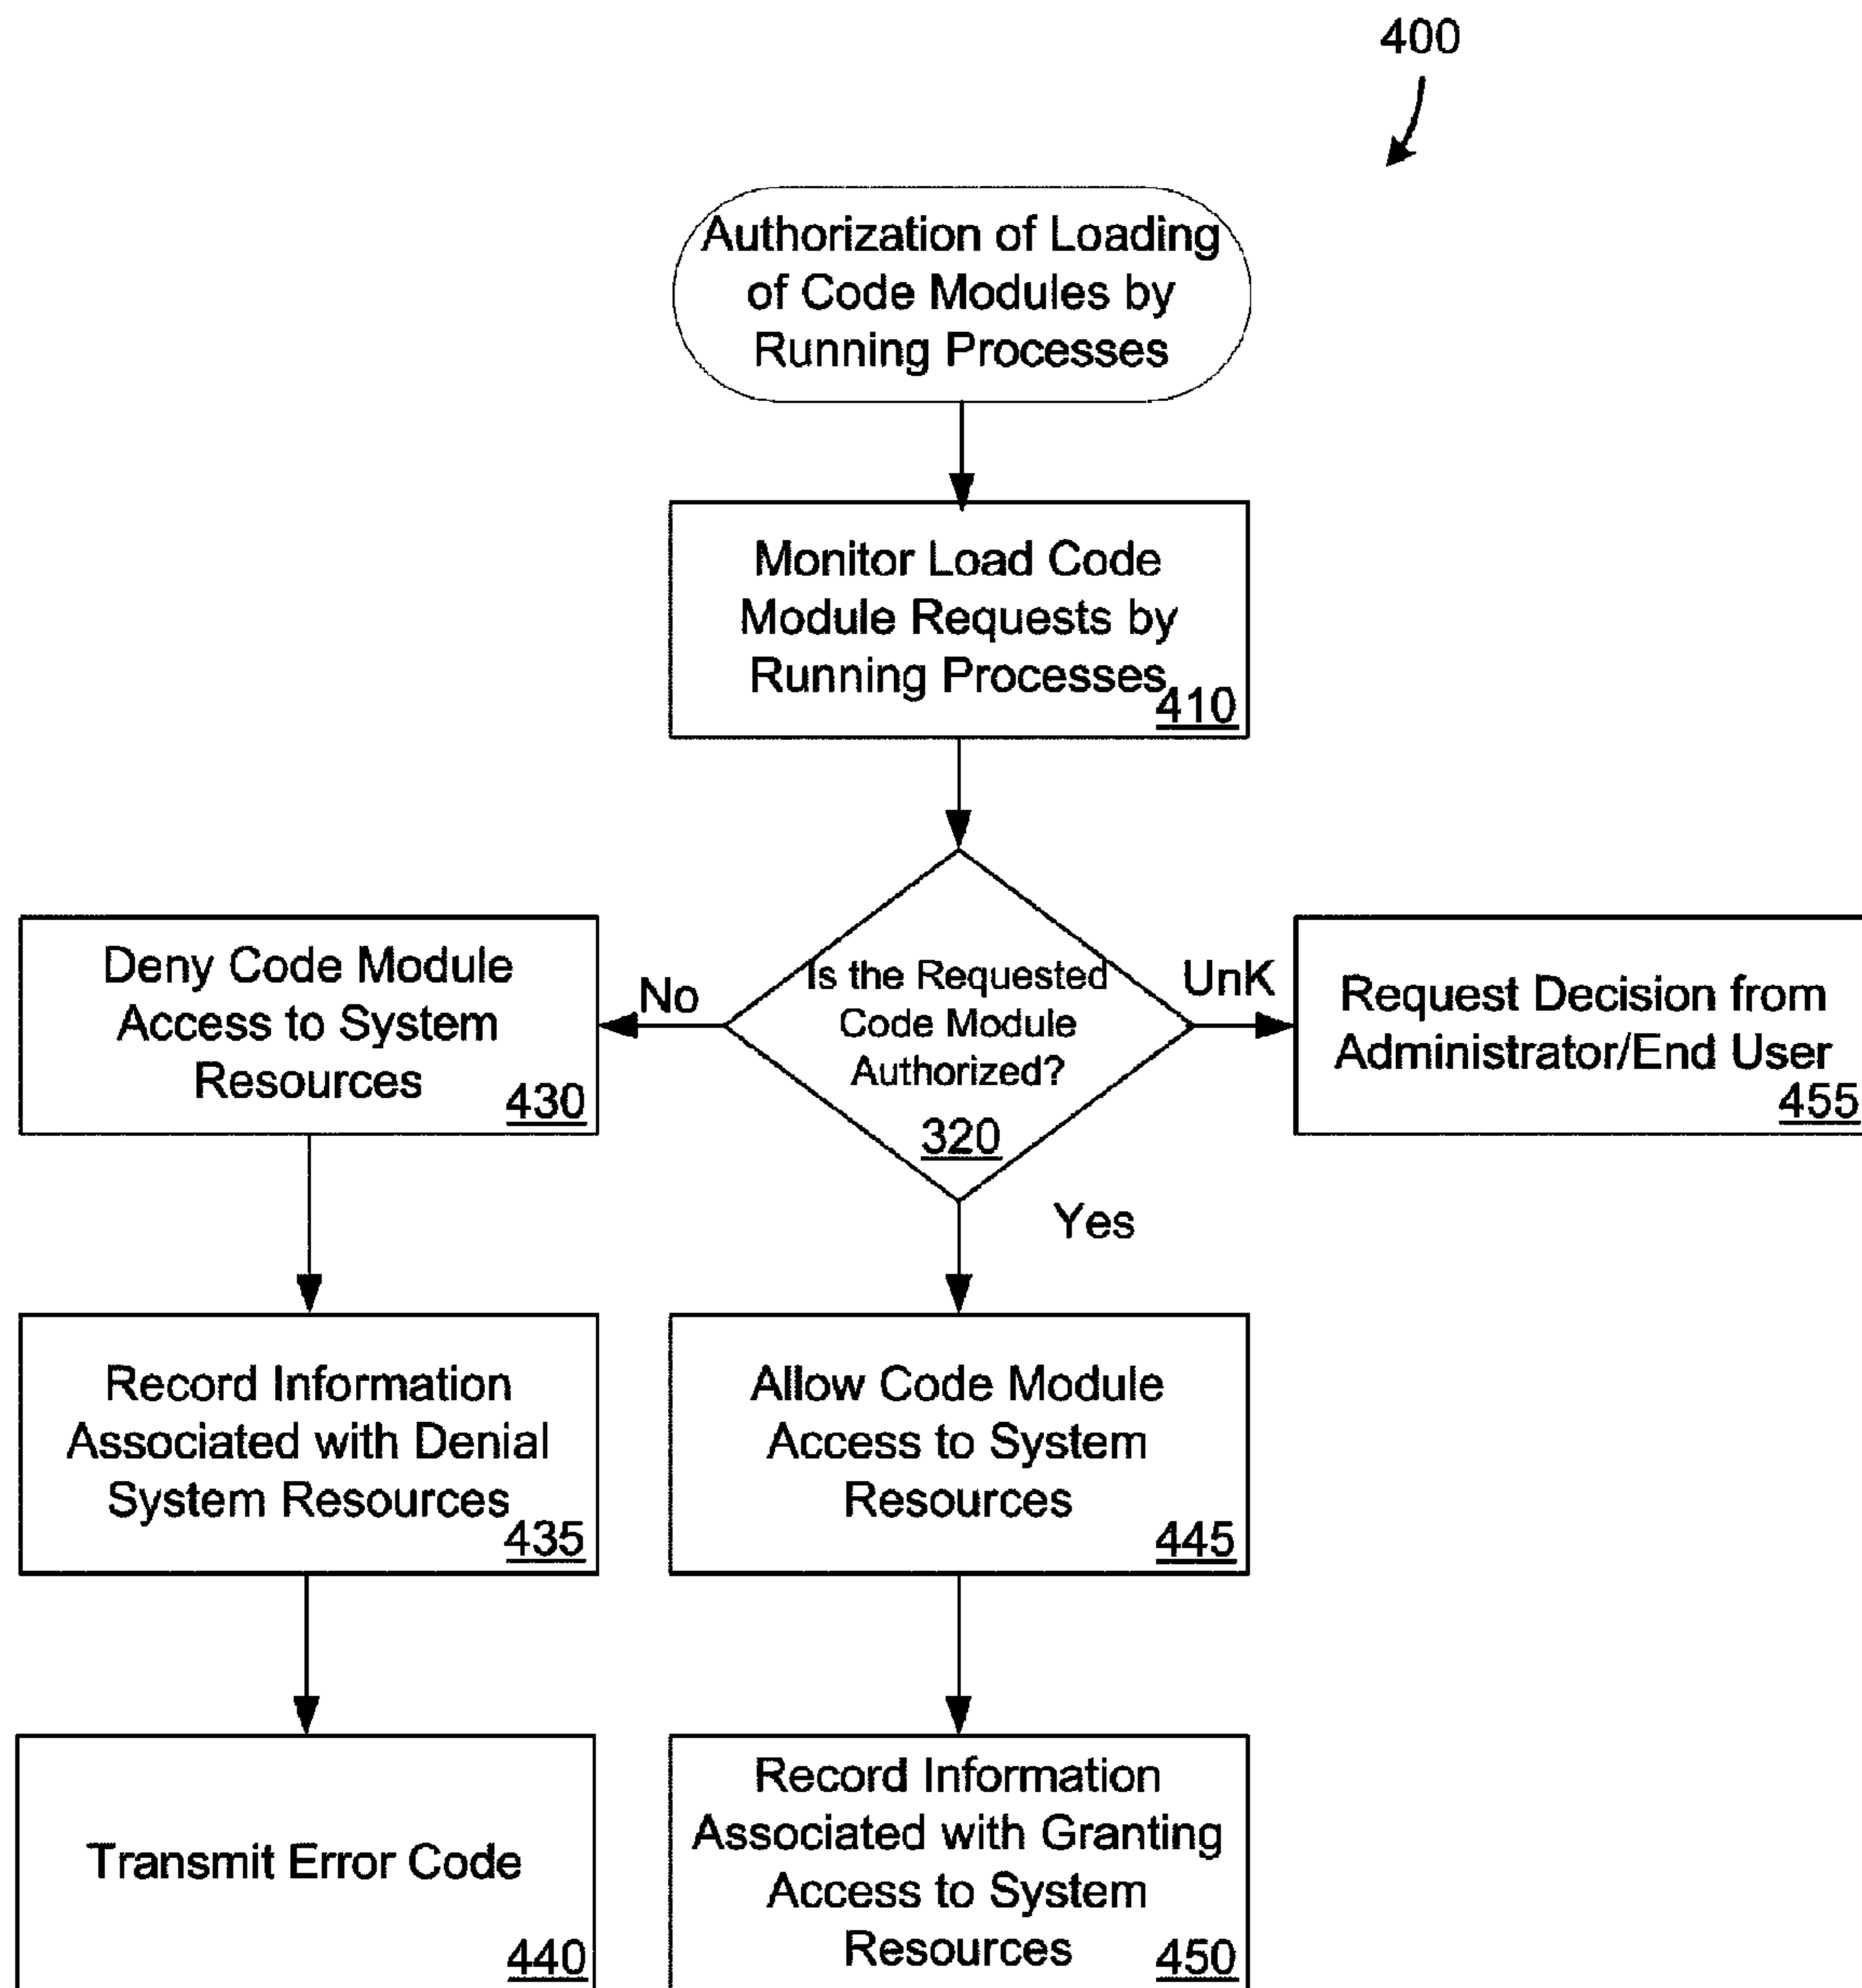 400
Authorization of Loading
of Code Modules by
Running Processes
Monitor Load Code
Module Requests by
Running Processes
410
Is the Requested
Code Module
Authorized?
320
No
UnK
Yes
Deny Code Module
Access to System
Resources
430
Request Decision from
Administrator/End User
455
Record Information
Associated with Denial
System Resources
435
Allow Code Module
Access to System
Resources
445
Transmit Error Code
440
Record Information
Associated with Granting
Access to System
Resources
450